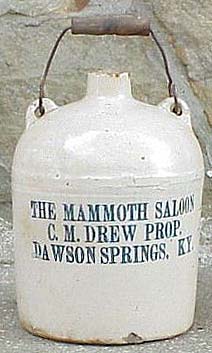 THE MAMMOTH SALOON
C. M. DREW PROP.
DAWSON SPRINGS, KY.